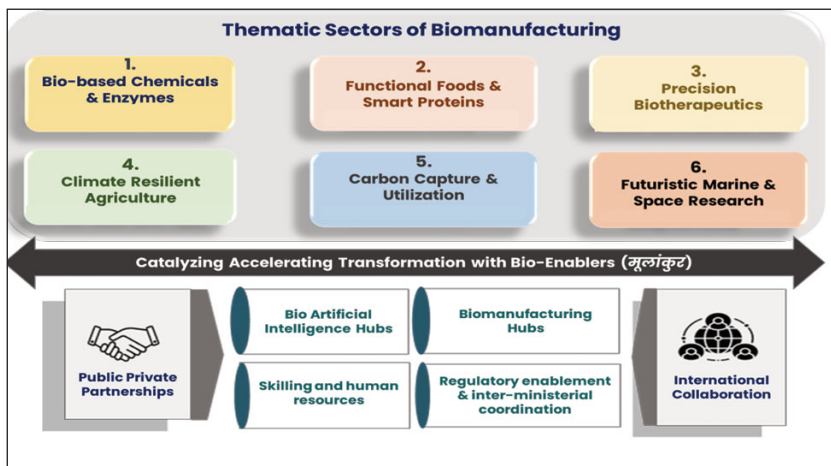 Thematic Sectors of Biomanufacturing
1.
Bio-based Chemicals
& Enzymes
2.
Functional Foods &
Smart Proteins
3.
Precision
Biotherapeutics
4.
Climate Resilient
Agriculture
5.
Carbon Capture &
Utilization
6.
Futuristic Marine &
Space Research
Catalyzing Accelerating Transformation with Bio-Enablers (मूलांकुर)
Public Private
Partnerships
Bio Artificial
Intelligence Hubs
Biomanufacturing
Hubs
Skilling and human
resources
Regulatory enablement
& inter-ministerial
coordination
International
Collaboration